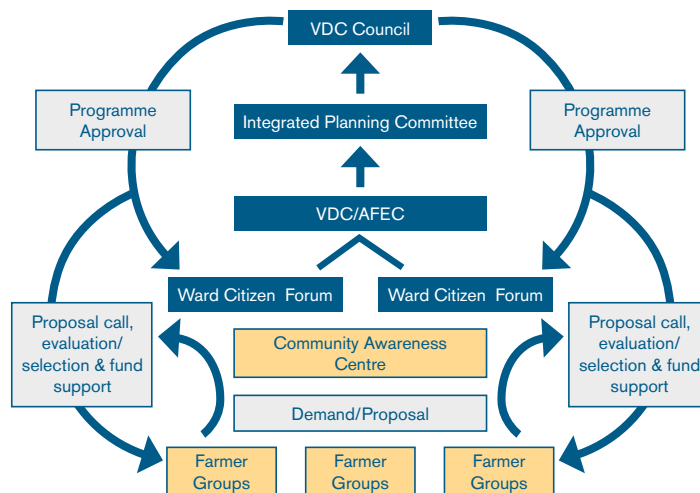 VDC Council
Programme
Approval
Integrated Planning Committee
Programme
Approval
VDC/AFEC
Ward Citizen Forum
Ward Citizen Forum
Proposal call,
evaluation/
selection & fund
support
Community Awareness
Centre
Proposal call,
evaluation/
selection & fund
support
Demand/Proposal
Farmer
Groups
Farmer
Groups
Farmer
Groups